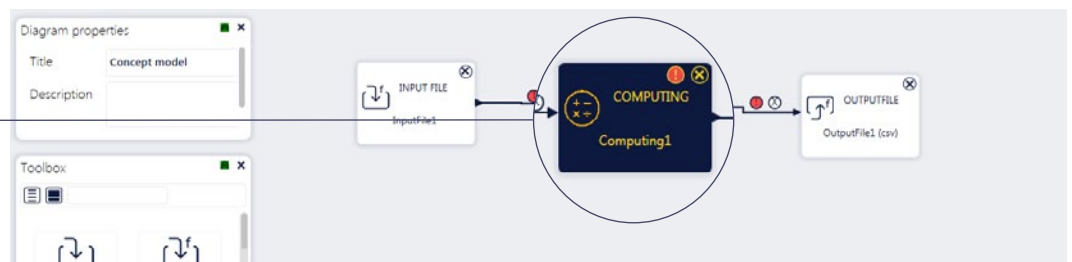 Diagram properties
Title
Concept model
Description
Toolbox
INPUT FILE
InputFile1
COMPUTING
Computing1
OUTPUTFILE
OutputFile1 (csv)